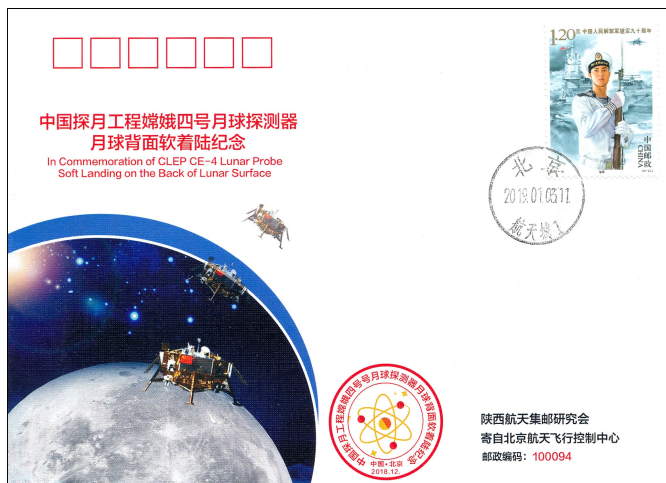 1.20元 中国人民解放军建军九十周年
中国邮政
CHINA
中国探月工程嫦娥四号月球探测器
月球背面软着陆纪念
In Commemoration of CLEP CE-4 Lunar Probe
Soft Landing on the Back of Lunar Surface
北京
2019.01.03.11
航天城1
中国探月工程嫦娥四号月球探测器月球背面软着陆纪念
中国·北京
2018.12.
陕西航天集邮研究会
寄自北京航天飞行控制中心
邮政编码：100094